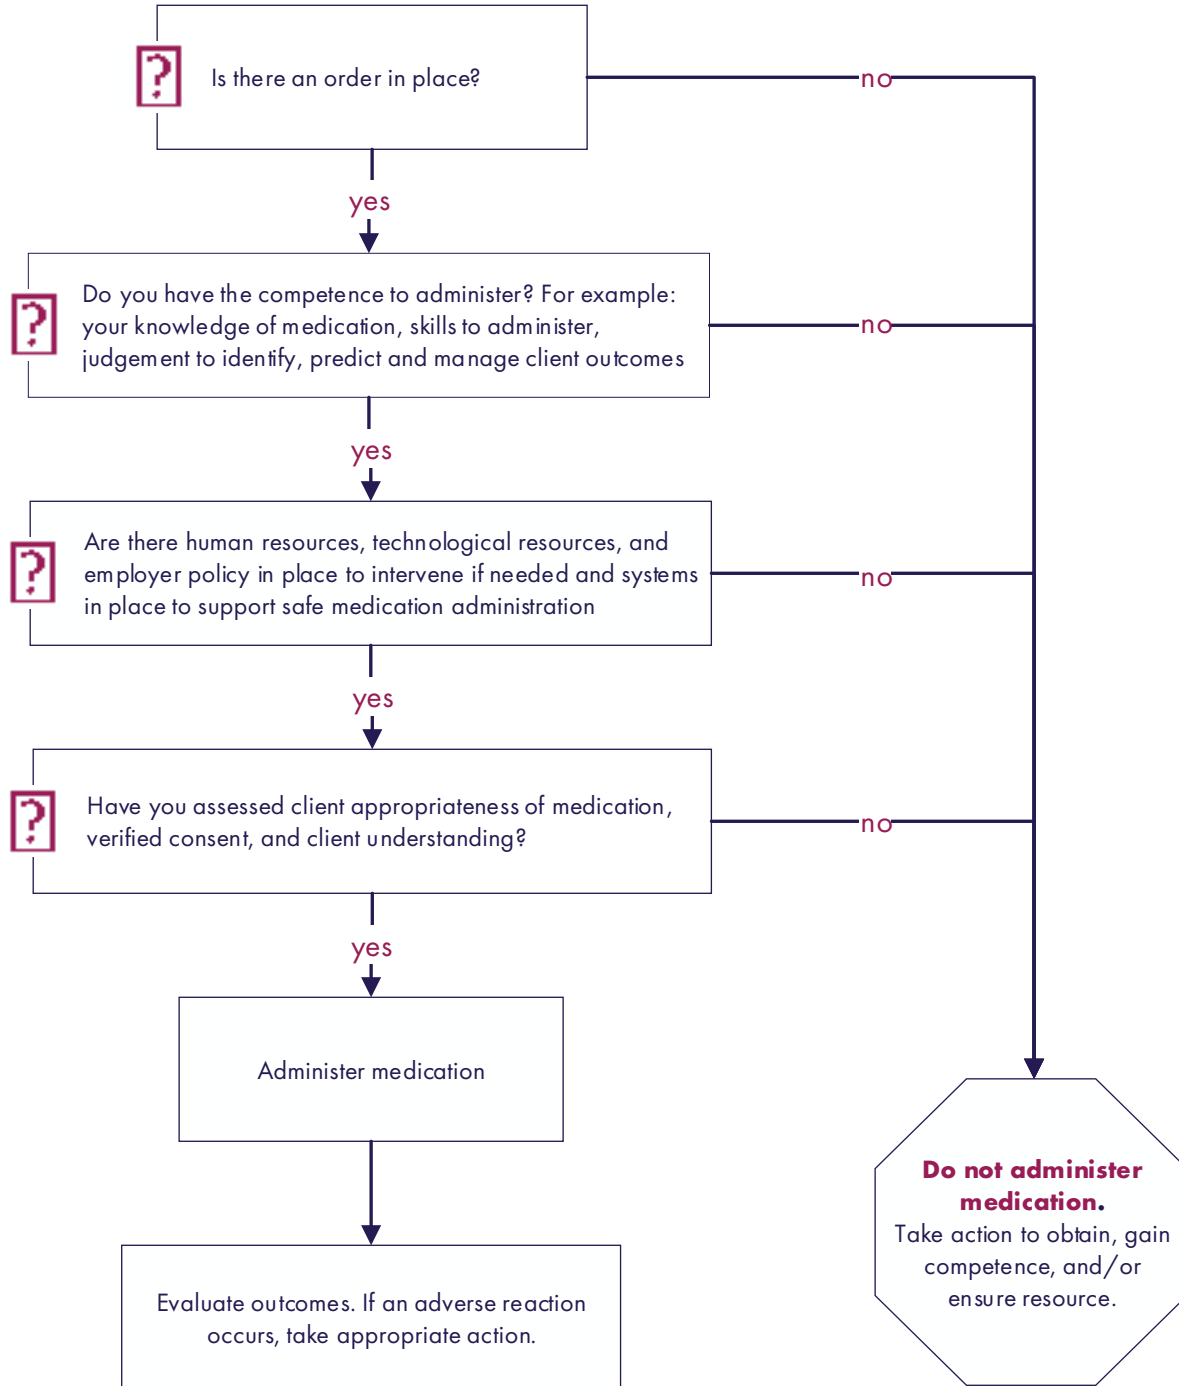 ?
Is there an order in place?
no
yes
?
Do you have the competence to administer? For example:
your knowledge of medication, skills to administer,
judgement to identify, predict and manage client outcomes
no
yes
?
Are there human resources, technological resources, and
employer policy in place to intervene if needed and systems
in place to support safe medication administration
no
yes
?
Have you assessed client appropriateness of medication,
verified consent, and client understanding?
no
yes
Administer medication
Do not administer
medication.
Take action to obtain, gain
competence, and/or
ensure resource.
Evaluate outcomes. If an adverse reaction
occurs, take appropriate action.